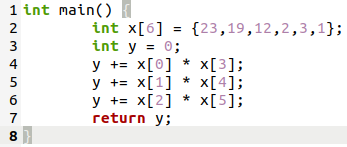 1 int main() {
2         int x[6] = {23,19,12,2,3,1};
3         int y = 0;
4         y += x[0] * x[3];
5         y += x[1] * x[4];
6         y += x[2] * x[5];
7         return y;
8 }